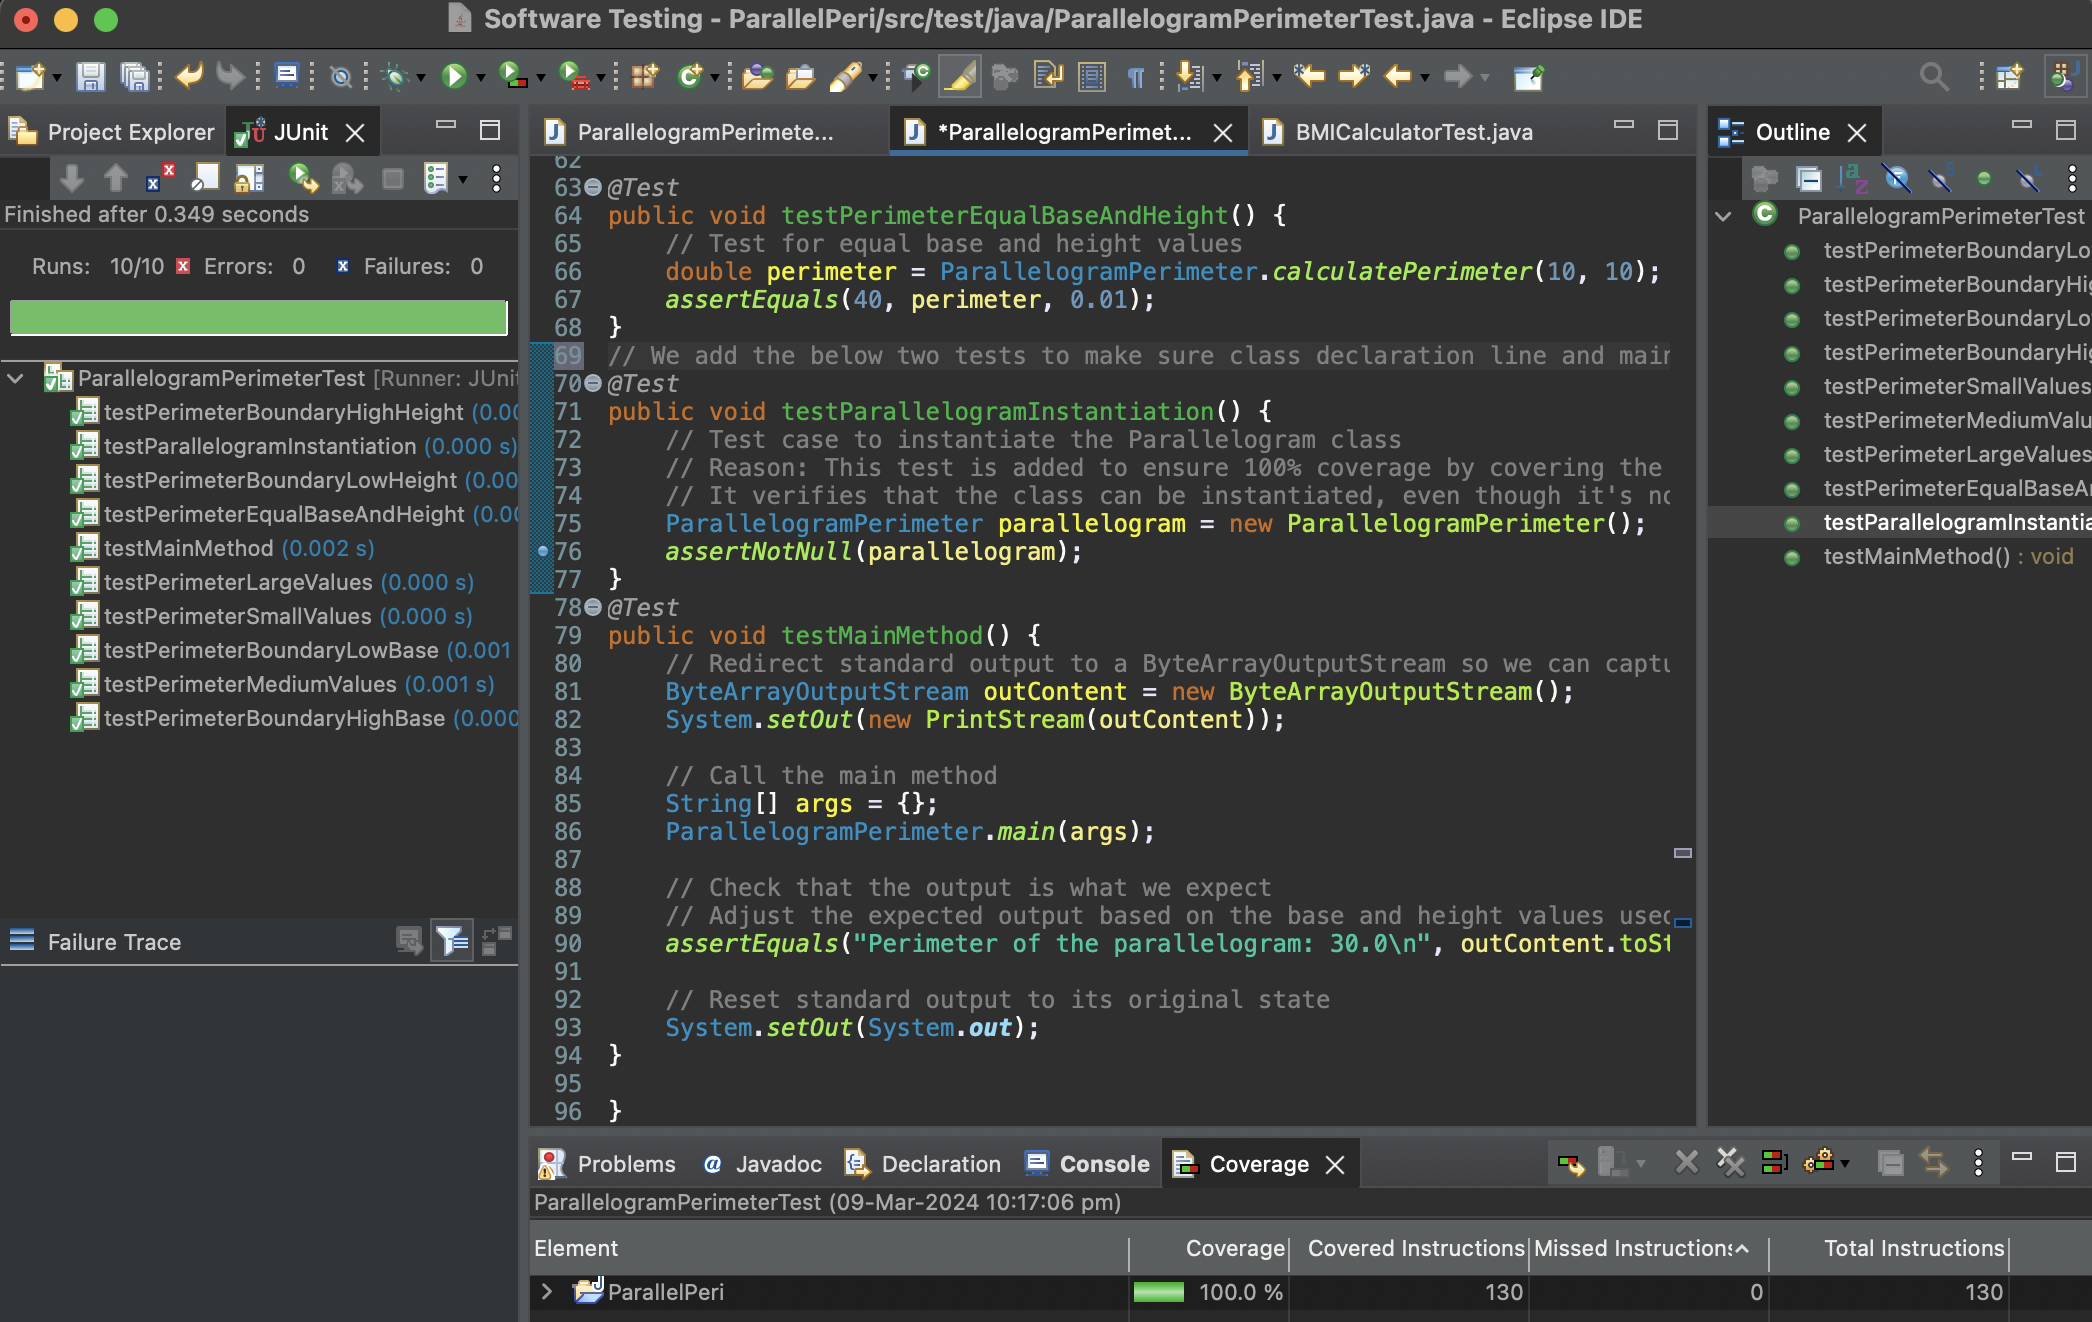 Software Testing - ParallelPeri/src/test/java/ParallelogramPerimeterTest.java - Eclipse IDE
Project Explorer
JUnit
Finished after 0.349 seconds
Runs: 10/10 Errors: 0 Failures: 0
ParallelogramPerimeterTest [Runner: JUnit
testPerimeterBoundaryHighHeight (0.00
testParallelogramInstantiation (0.000 s)
testPerimeterBoundaryLowHeight (0.00
testPerimeterEqualBaseAndHeight (0.00
testMainMethod (0.002 s)
testPerimeterLargeValues (0.000 s)
testPerimeterSmallValues (0.000 s)
testPerimeterBoundaryLowBase (0.001
testPerimeterMediumValues (0.001 s)
testPerimeterBoundaryHighBase (0.000
Failure Trace
ParallelogramPerimete...
*ParallelogramPerimet...
BMICalculatorTest.java
62
63 @Test
64 public void testPerimeterEqualBaseAndHeight() {
65 // Test for equal base and height values
66 double perimeter = ParallelogramPerimeter.calculatePerimeter(10, 10);
67 assertEquals(40, perimeter, 0.01);
68 }
69 // We add the below two tests to make sure class declaration line and main
70 @Test
71 public void testParallelogramInstantiation() {
72 // Test case to instantiate the Parallelogram class
73 // Reason: This test is added to ensure 100% coverage by covering the
74 // It verifies that the class can be instantiated, even though it's no
75 ParallelogramPerimeter parallelogram = new ParallelogramPerimeter();
76 assertNotNull(parallelogram);
77 }
78 @Test
79 public void testMainMethod() {
80 // Redirect standard output to a ByteArrayOutputStream so we can captu
81 ByteArrayOutputStream outContent = new ByteArrayOutputStream();
82 System.setOut(new PrintStream(outContent));
83
84 // Call the main method
85 String[] args = {};
86 ParallelogramPerimeter.main(args);
87
88 // Check that the output is what we expect
89 // Adjust the expected output based on the base and height values used
90 assertEquals("Perimeter of the parallelogram: 30.0\n", outContent.toSt
91
92 // Reset standard output to its original state
93 System.setOut(System.out);
94 }
95
96 }
Outline
ParallelogramPerimeterTest
testPerimeterBoundaryLo
testPerimeterBoundaryHig
testPerimeterBoundaryLo
testPerimeterBoundaryHig
testPerimeterSmallValues
testPerimeterMediumValu
testPerimeterLargeValues
testPerimeterEqualBaseAn
testParallelogramInstantia
testMainMethod() : void
Problems
Javadoc
Declaration
Console
Coverage
ParallelogramPerimeterTest (09-Mar-2024 10:17:06 pm)
Element Coverage Covered Instructions Missed Instructions Total Instructions
ParallelPeri 100.0 % 130 0 130